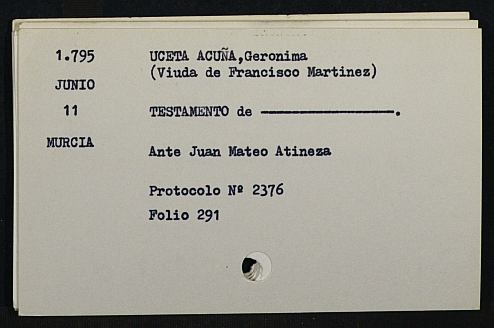 1.795 UCETA ACUÑA,Geronima
(Viuda de Francisco Martinez)
JUNIO
11 TESTAMENTO de ————————.
MURCIA
Ante Juan Mateo Atineza
Protocolo Nº 2376
Folio 291